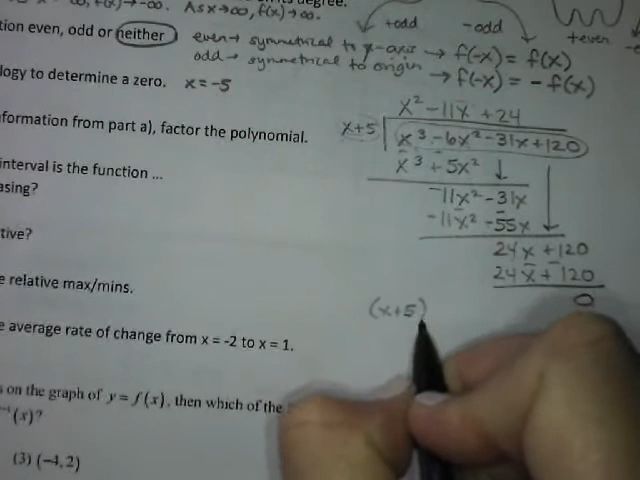 ∞, f(x)→-∞. As x→∞, f(x)→∞.
+odd -odd +even
tion even, odd or neither even→ symmetrical to y-axis → f(-x) = f(x)
odd→ symmetrical to origin → f(-x) = - f(x)
logy to determine a zero. x = -5
x² -11x +24
formation from part a), factor the polynomial. x+5 x³ -6x² -31x +120
x³ + 5x²
interval is the function ...
asing?
-11x² -31x
-11x² -55x
tive?
24x +120
24x + 120
0
e relative max/mins.
(x+5)
e average rate of change from x = -2 to x = 1.
s on the graph of y = f(x), then which of the
⁻¹(x)?
(3) (-4, 2)